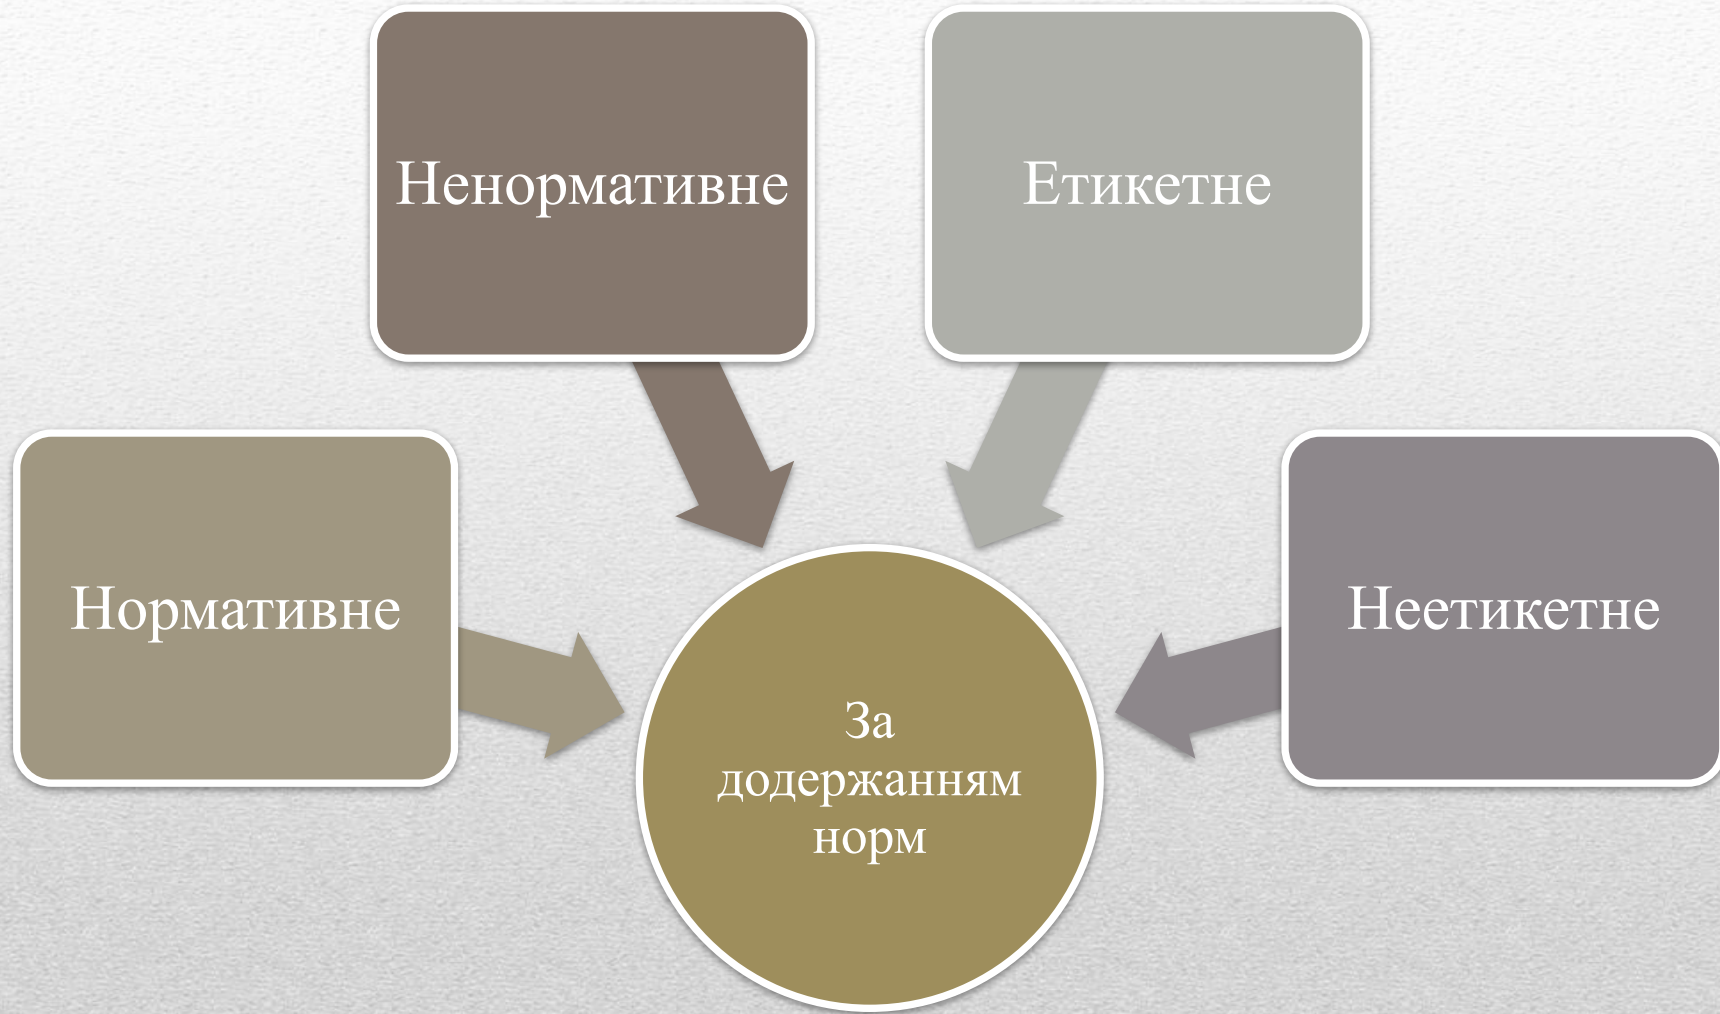 Ненормативне
Етикетне
Нормативне
Неетикетне
За
додержанням
норм